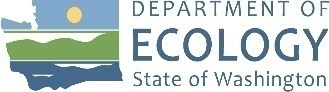 DEPARTMENT OF
ECOLOGY
State of Washington